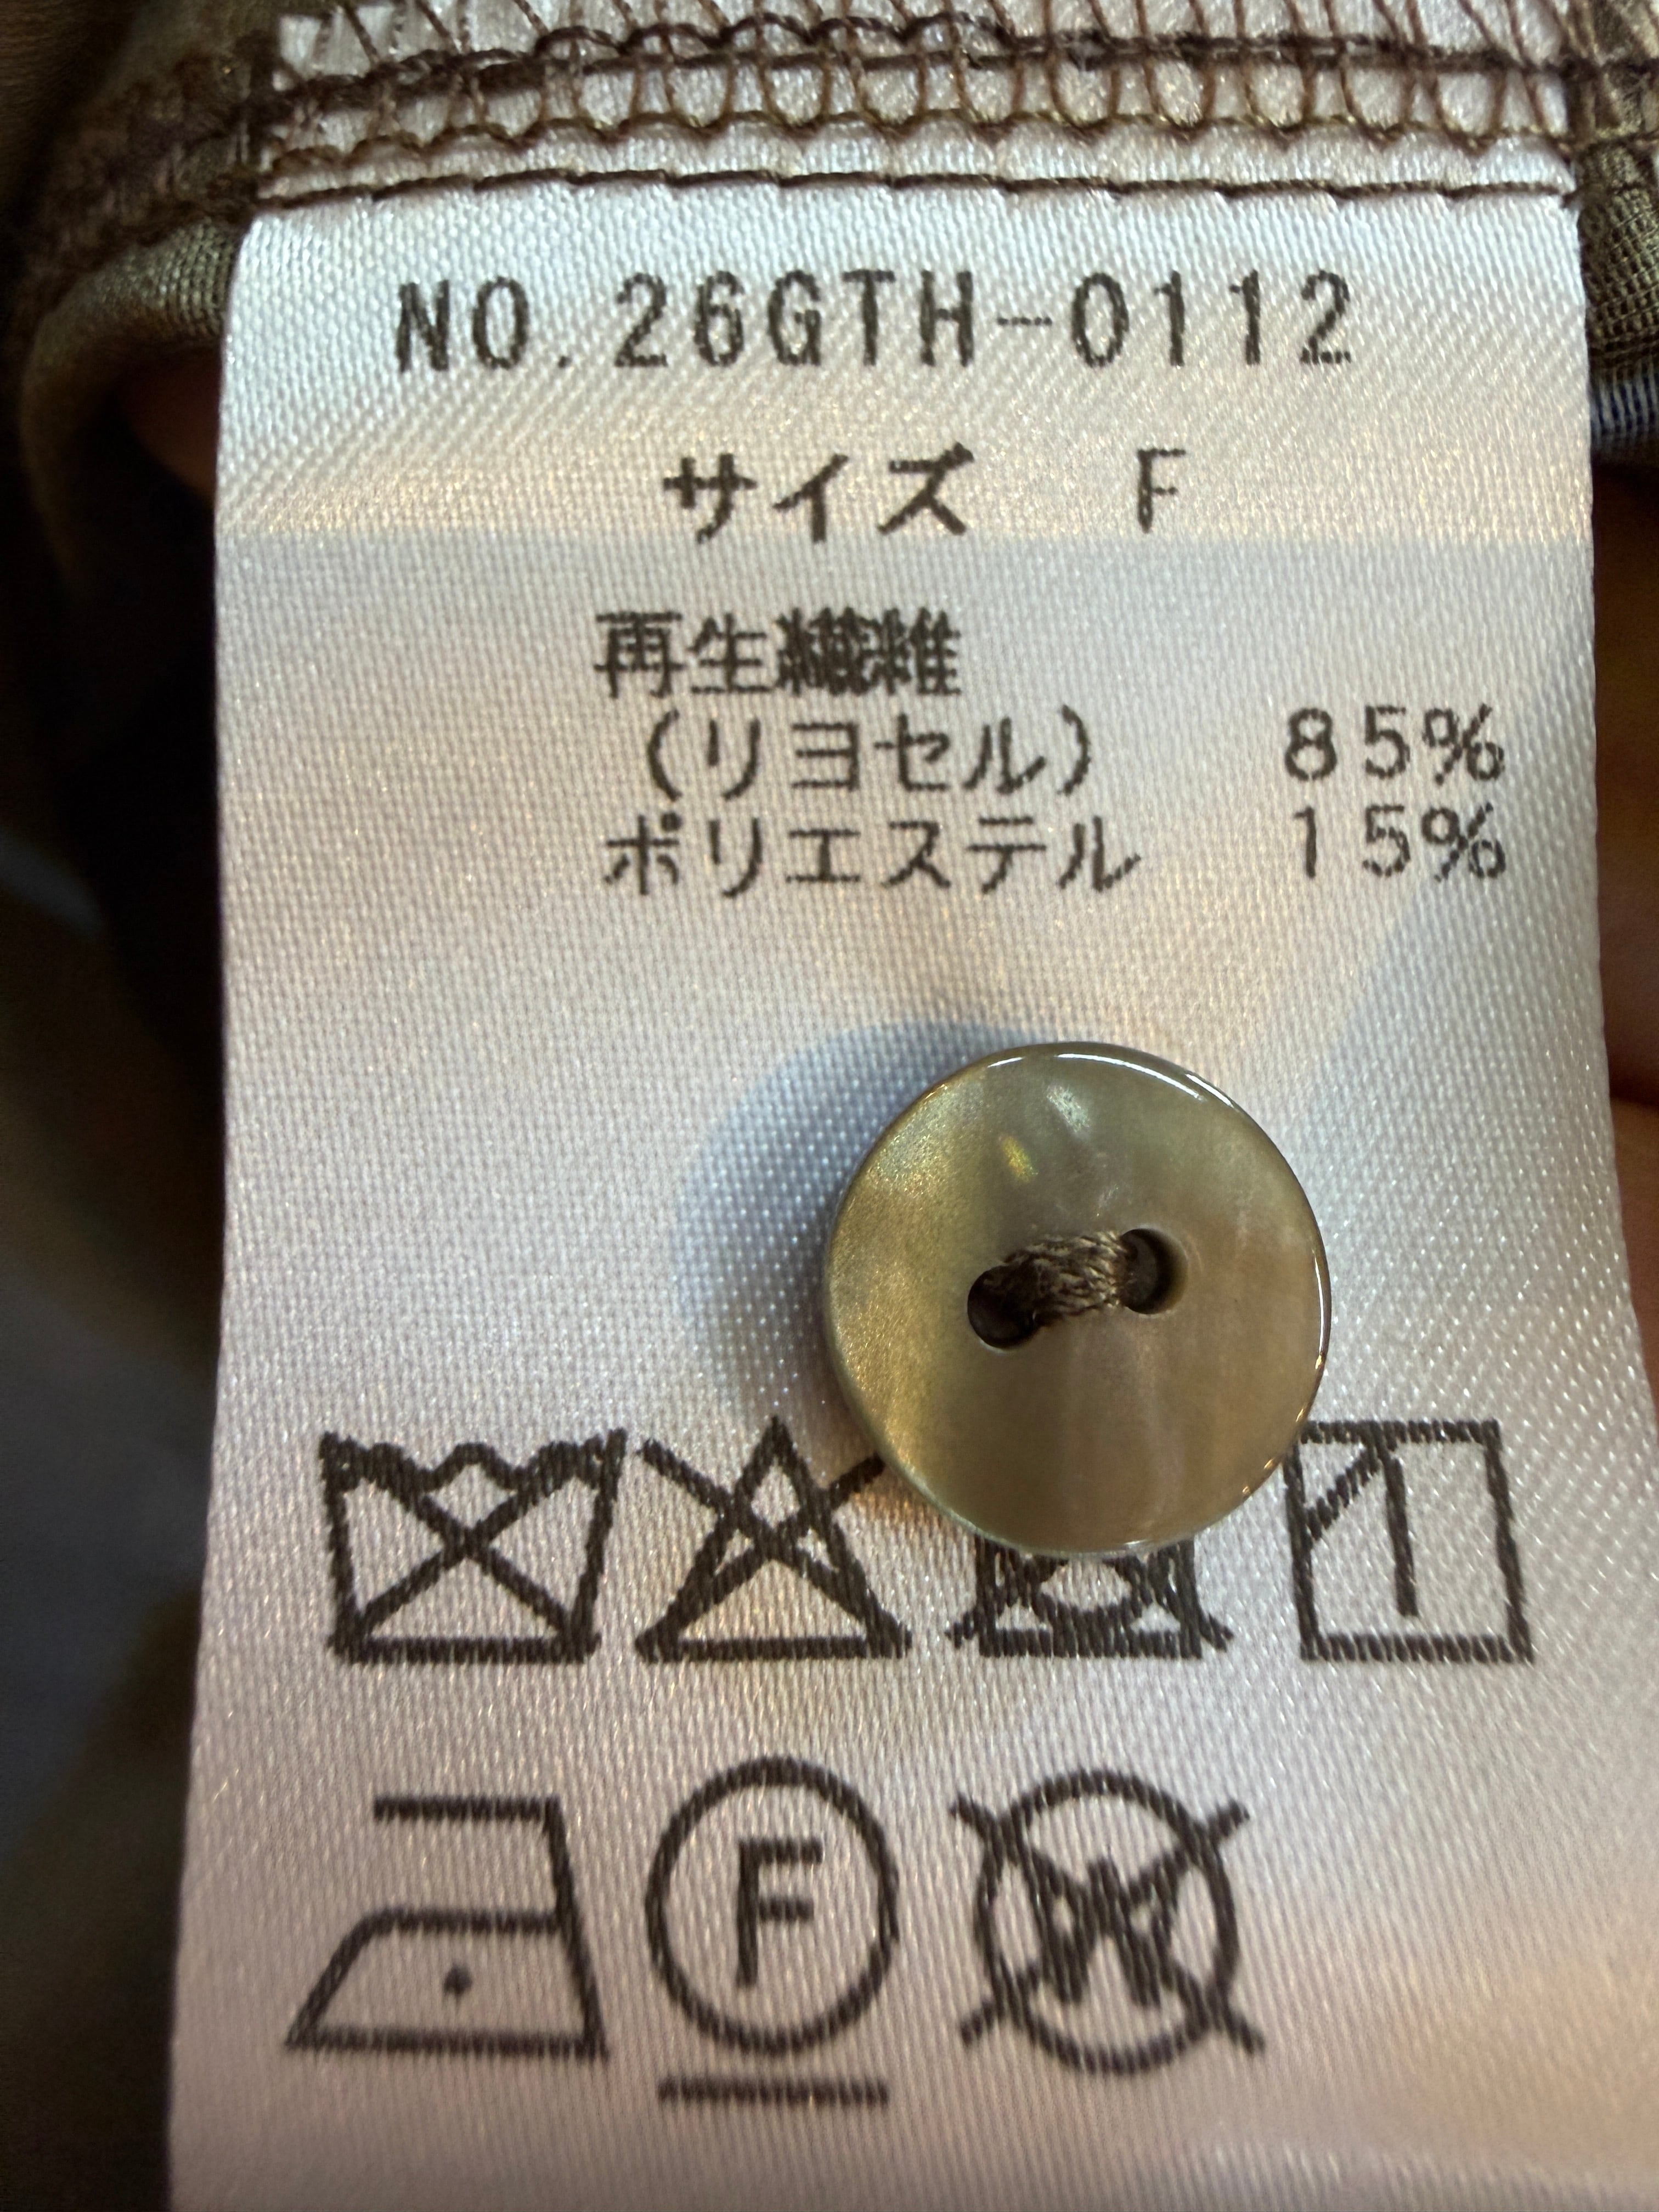 NO.26GTH-0112
サイズ F
再生繊維
(リヨセル) 85%
ポリエステル 15%
F
W